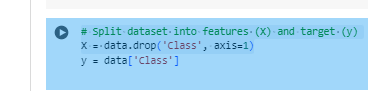 # Split dataset into features (X) and target (y)
X = data.drop('Class', axis=1)
y = data['Class']